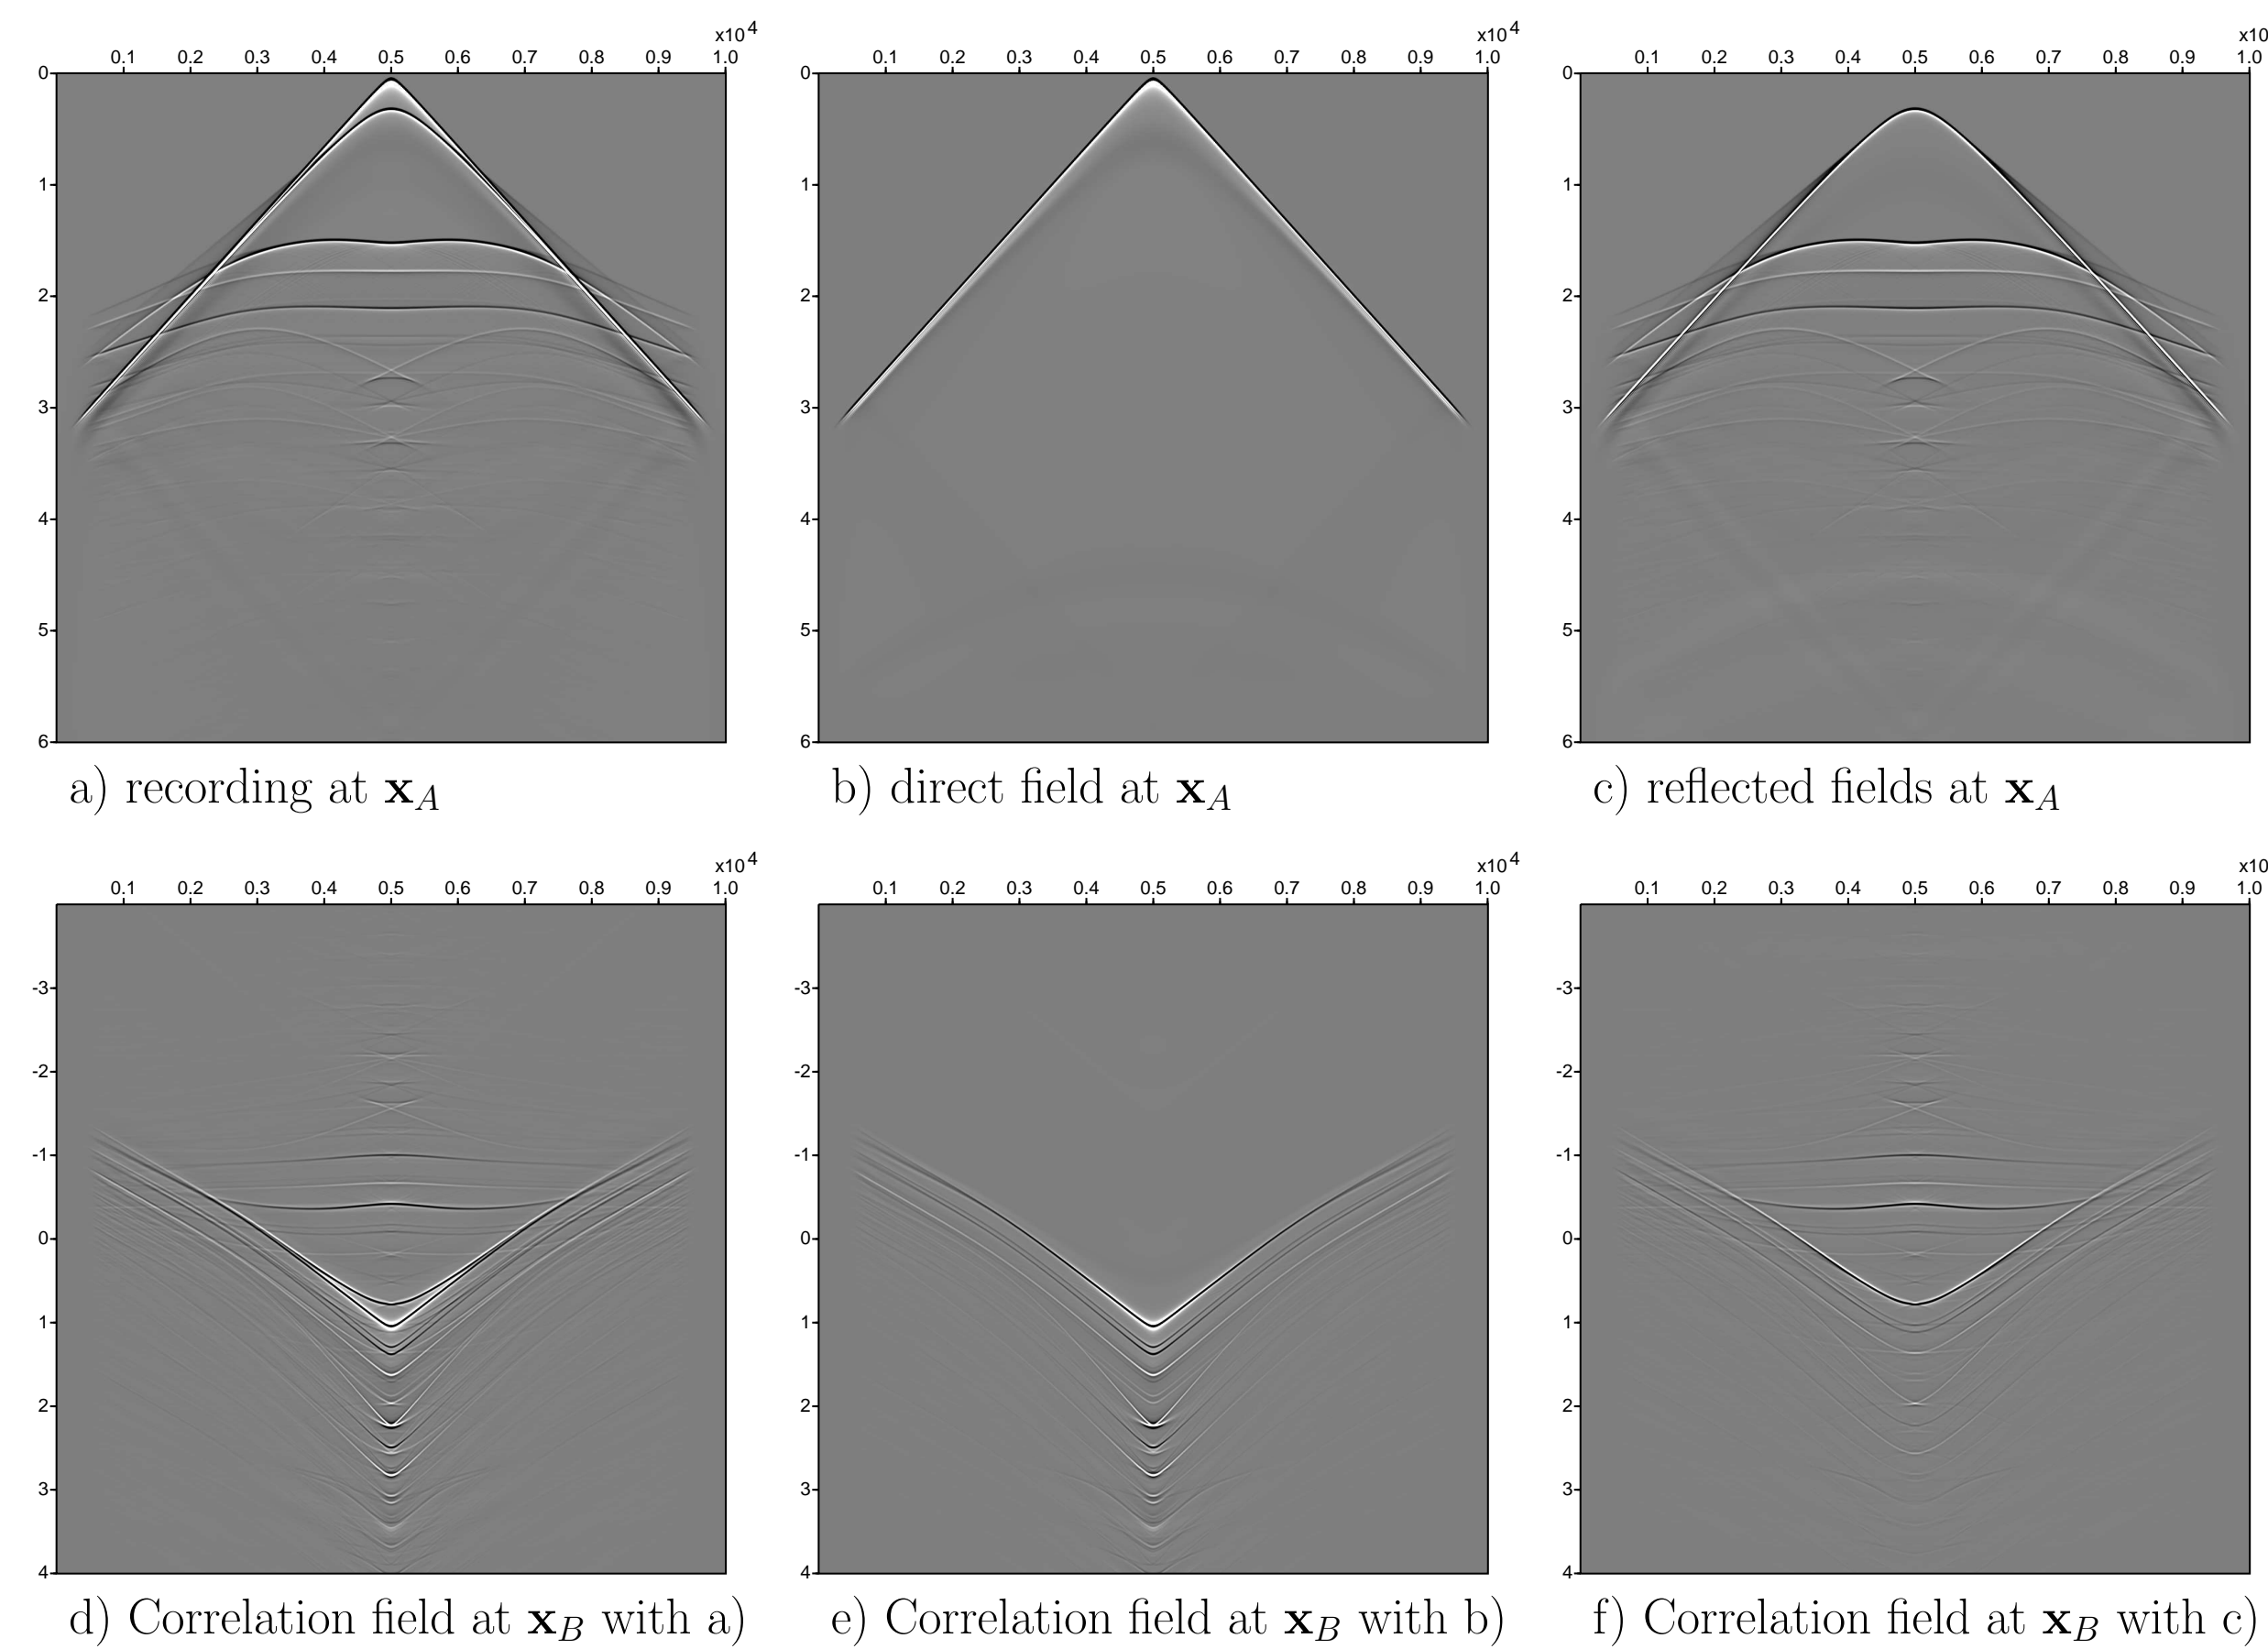 x10 4 x10 4 x10
0.1 0.2 0.3 0.4 0.5 0.6 0.7 0.8 0.9 1.0 0.1 0.2 0.3 0.4 0.5 0.6 0.7 0.8 0.9 1.0 0.1 0.2 0.3 0.4 0.5 0.6 0.7 0.8 0.9 1.0
0 0 0
1 1 1
2 2 2
3 3 3
4 4 4
5 5 5
6 6 6
a) recording at x_A b) direct field at x_A c) reflected fields at x_A
x10 4 x10 4 x10
0.1 0.2 0.3 0.4 0.5 0.6 0.7 0.8 0.9 1.0 0.1 0.2 0.3 0.4 0.5 0.6 0.7 0.8 0.9 1.0 0.1 0.2 0.3 0.4 0.5 0.6 0.7 0.8 0.9 1.0
-3 -3 -3
-2 -2 -2
-1 -1 -1
0 0 0
1 1 1
2 2 2
3 3 3
4 4 4
d) Correlation field at x_B with a) e) Correlation field at x_B with b) f) Correlation field at x_B with c)